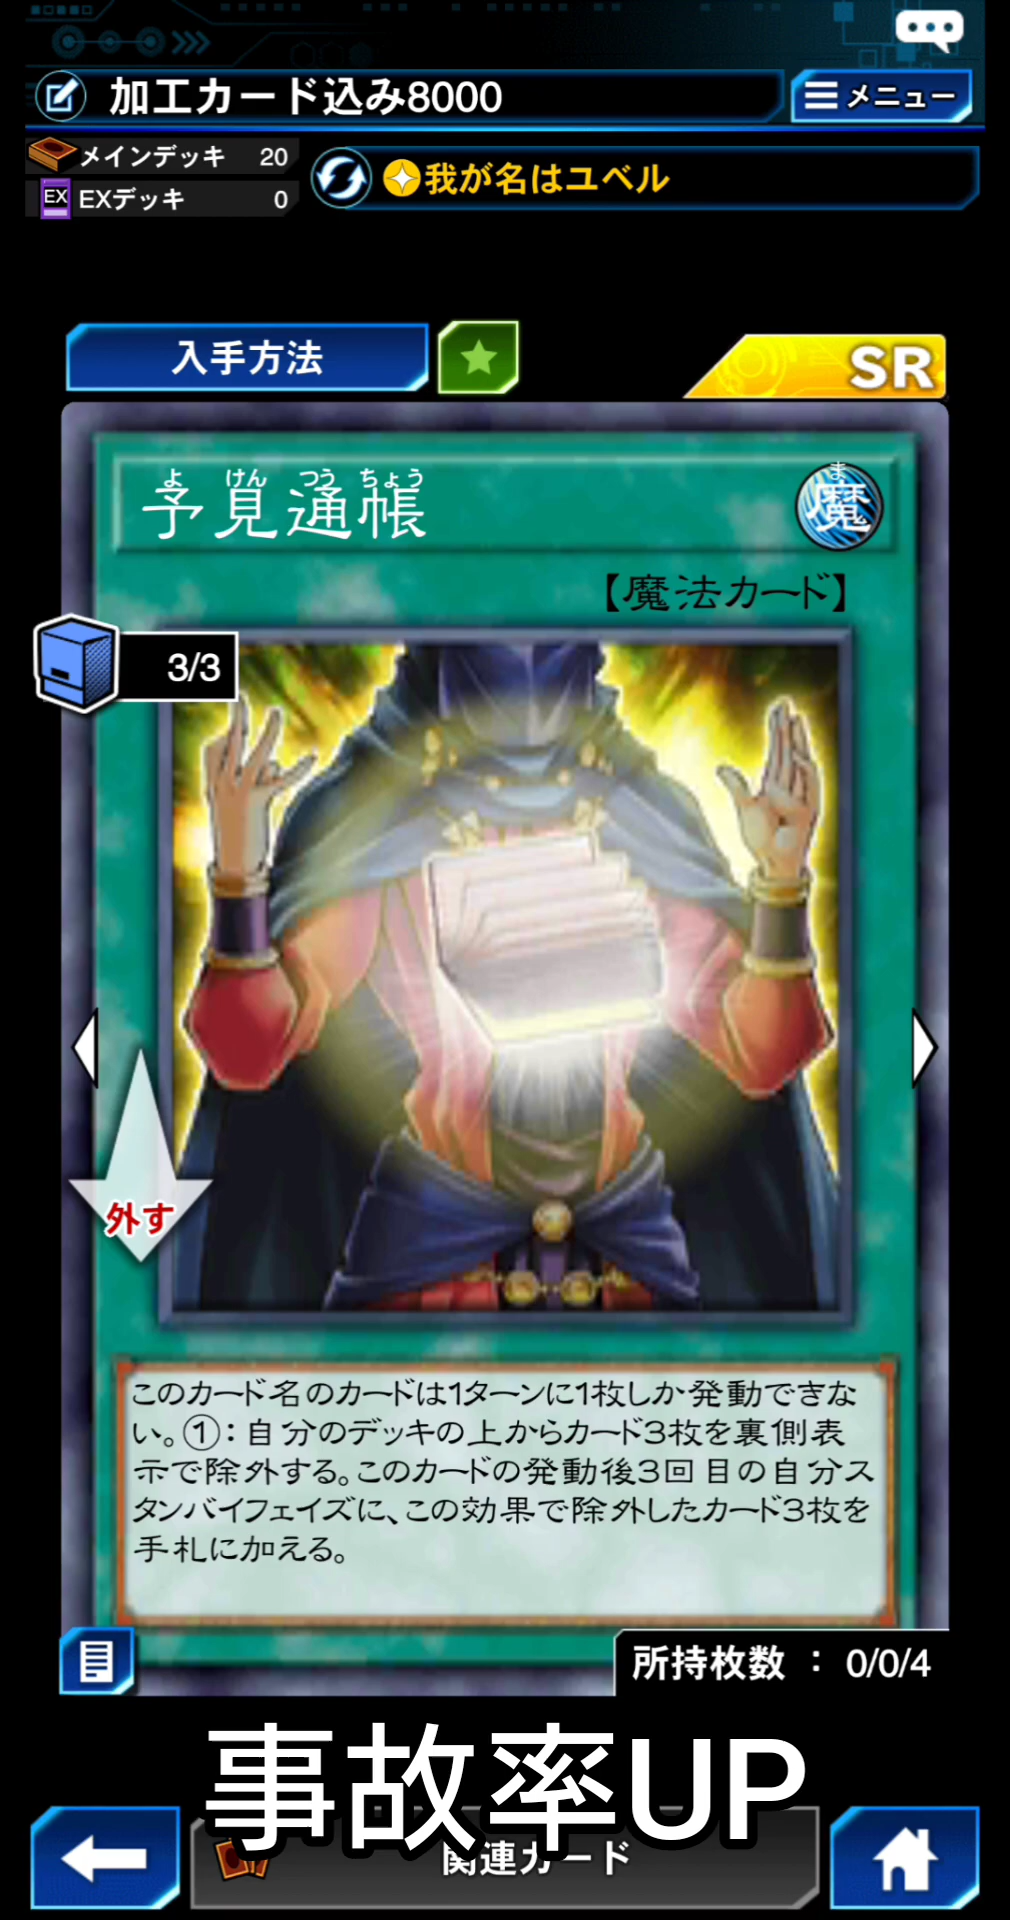 加工カード込み8000
メニュー
メインデッキ 20
EX EXデッキ 0
我が名はユベル
入手方法
SR
よ けん つう ちょう
予見通帳
ま
魔
【魔法カード】
3/3
外す
このカード名のカードは1ターンに1枚しか発動できな
い。①:自分のデッキの上からカード3枚を裏側表
示で除外する。このカードの発動後3回目の自分ス
タンバイフェイズに、この効果で除外したカード3枚を
手札に加える。
所持枚数 : 0/0/4
事故率UP
関連カード